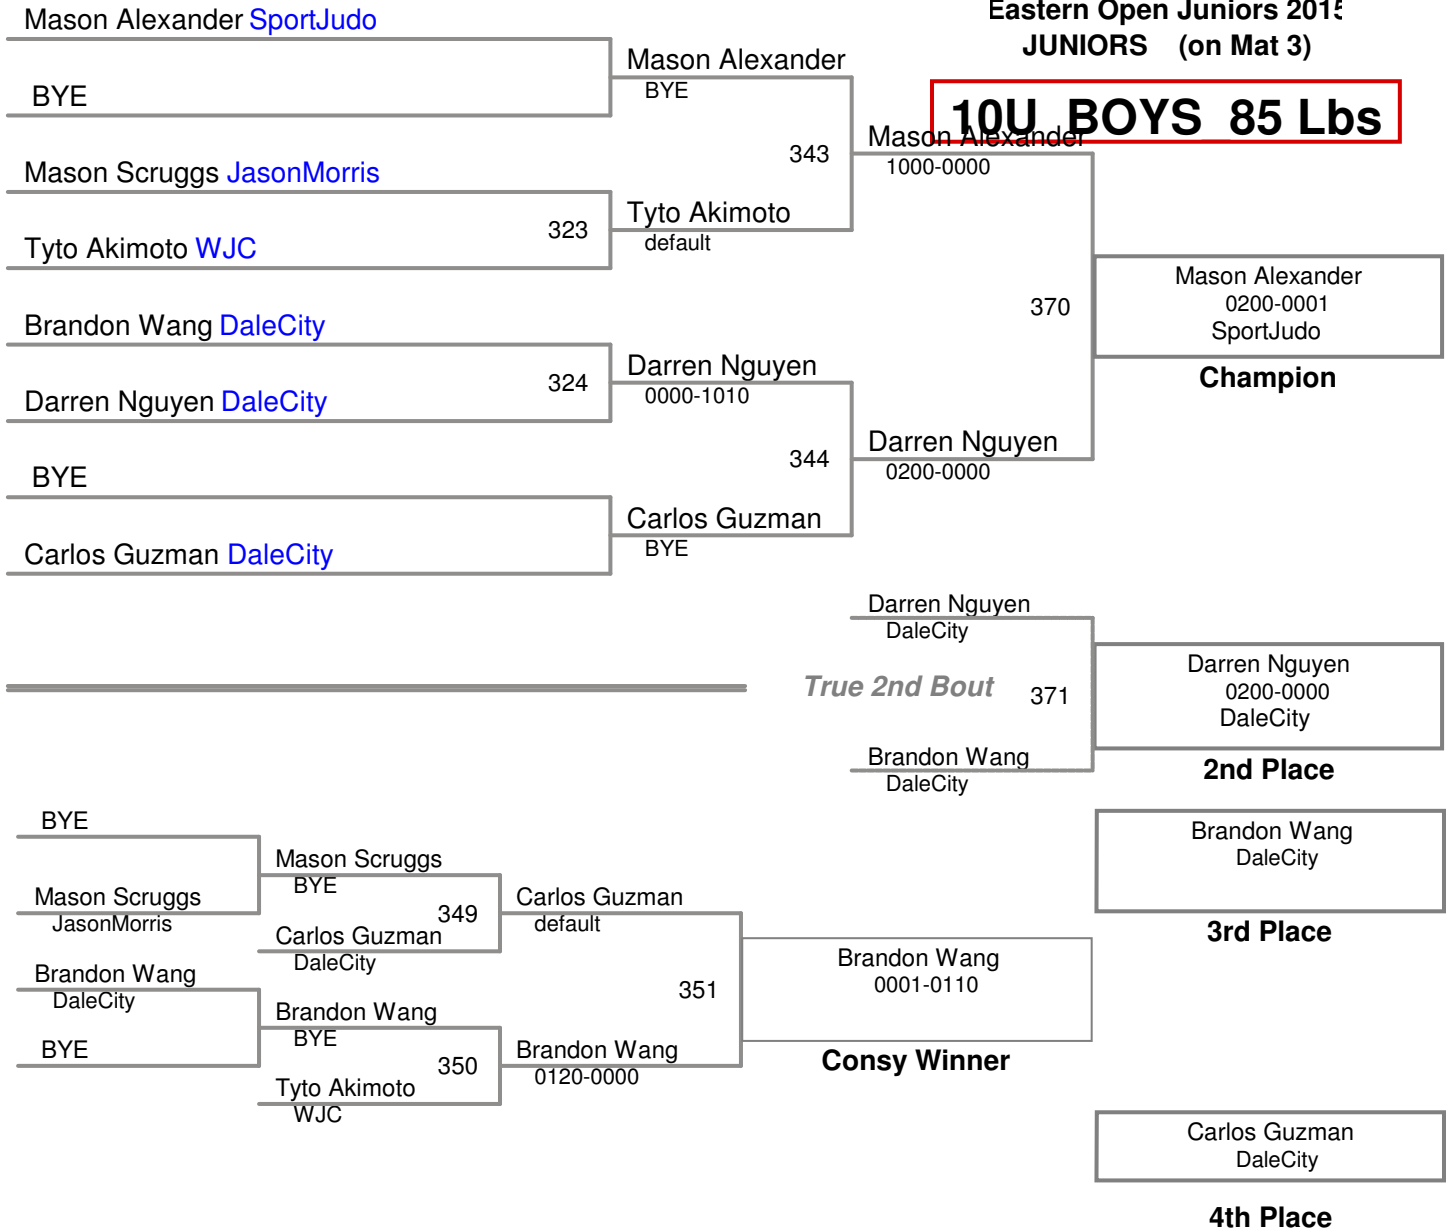 Eastern Open Juniors 2015
JUNIORS (on Mat 3)
10U BOYS 85 Lbs
Mason Alexander SportJudo
BYE
Mason Scruggs JasonMorris
Tyto Akimoto WJC
Brandon Wang DaleCity
Darren Nguyen DaleCity
BYE
Carlos Guzman DaleCity
323
324
Mason Alexander
BYE
Tyto Akimoto
default
Darren Nguyen
0000-1010
Carlos Guzman
BYE
343
344
Mason Alexander
1000-0000
Darren Nguyen
0200-0000
370
Mason Alexander
0200-0001
SportJudo
Champion
Darren Nguyen
DaleCity
True 2nd Bout
371
Brandon Wang
DaleCity
Darren Nguyen
0200-0000
DaleCity
2nd Place
BYE
Mason Scruggs
JasonMorris
Brandon Wang
DaleCity
BYE
Mason Scruggs
BYE
349
Carlos Guzman
DaleCity
Brandon Wang
BYE
350
Tyto Akimoto
WJC
Carlos Guzman
default
351
Brandon Wang
0120-0000
Brandon Wang
0001-0110
Consy Winner
Brandon Wang
DaleCity
3rd Place
Carlos Guzman
DaleCity
4th Place